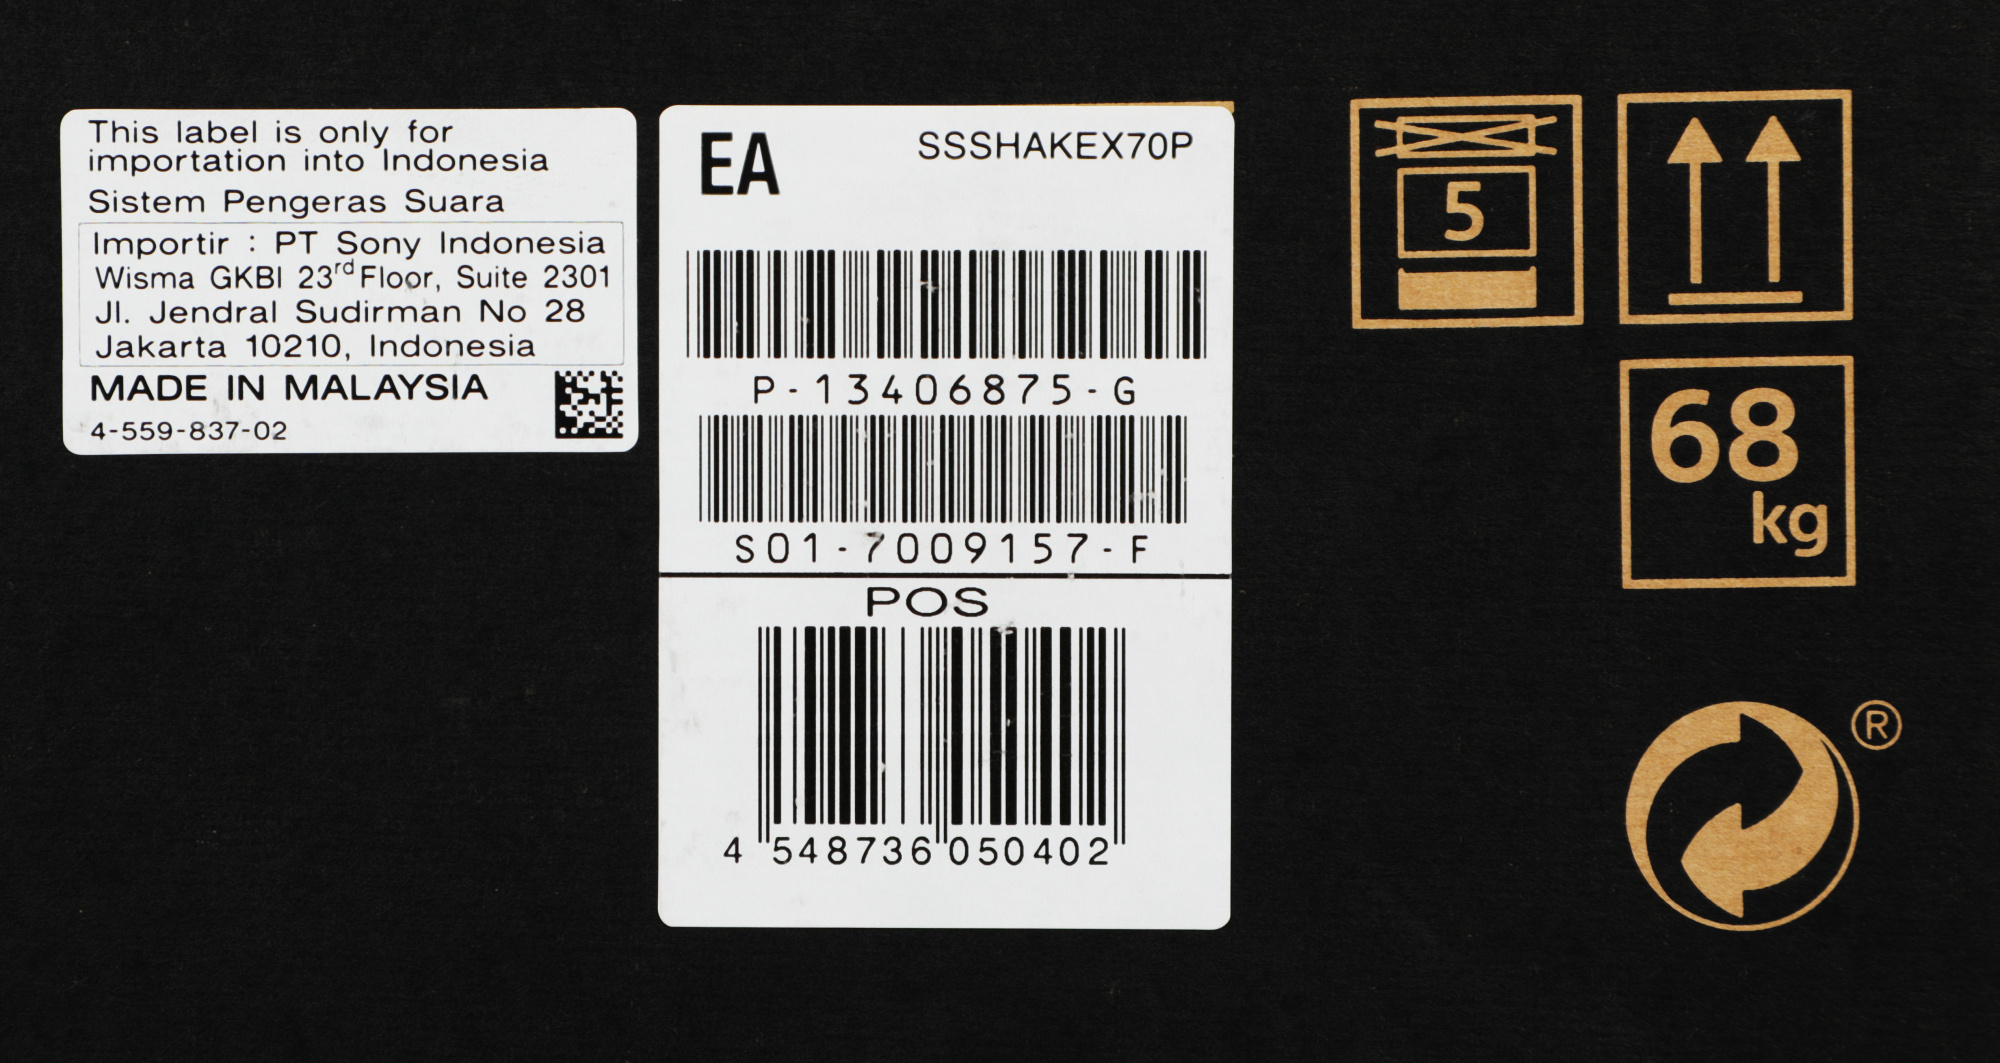 This label is only for
importation into Indonesia
Sistem Pengeras Suara
Importir : PT Sony Indonesia
Wisma GKBI 23rd Floor, Suite 2301
Jl. Jendral Sudirman No 28
Jakarta 10210, Indonesia
MADE IN MALAYSIA
4-559-837-02
EA
SSSHAKEX70P
P-13406875-G
S01-7009157-F
POS
4 548736 050402
5
68
kg
®